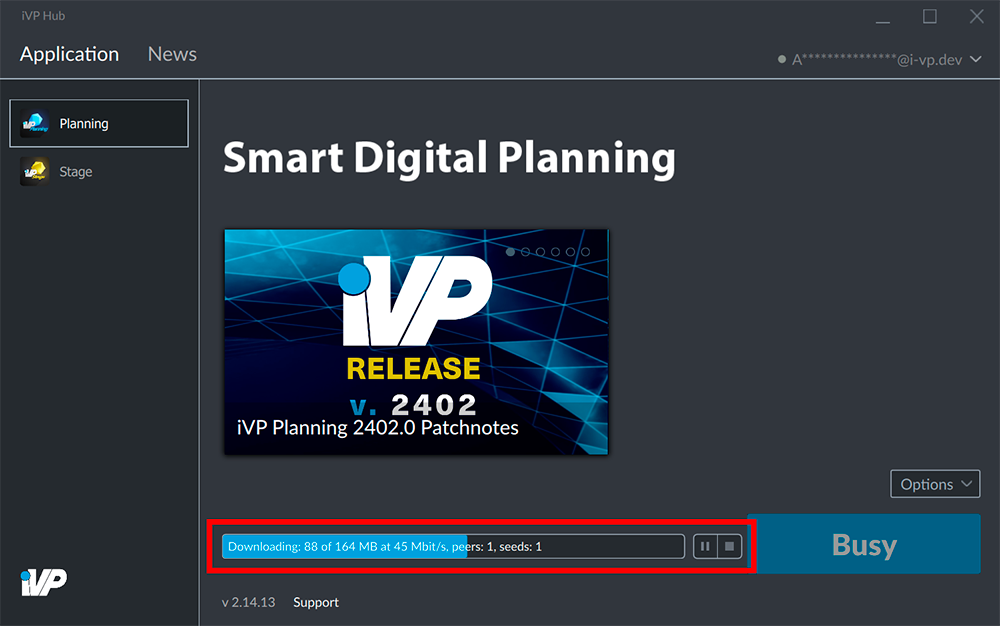 iVP Hub
Application News
A***************@i-vp.dev
Planning
Stage
Smart Digital Planning
iVP
RELEASE
v. 2402
iVP Planning 2402.0 Patchnotes
Options
Downloading: 88 of 164 MB at 45 Mbit/s, peers: 1, seeds: 1
Busy
iVP
v 2.14.13 Support